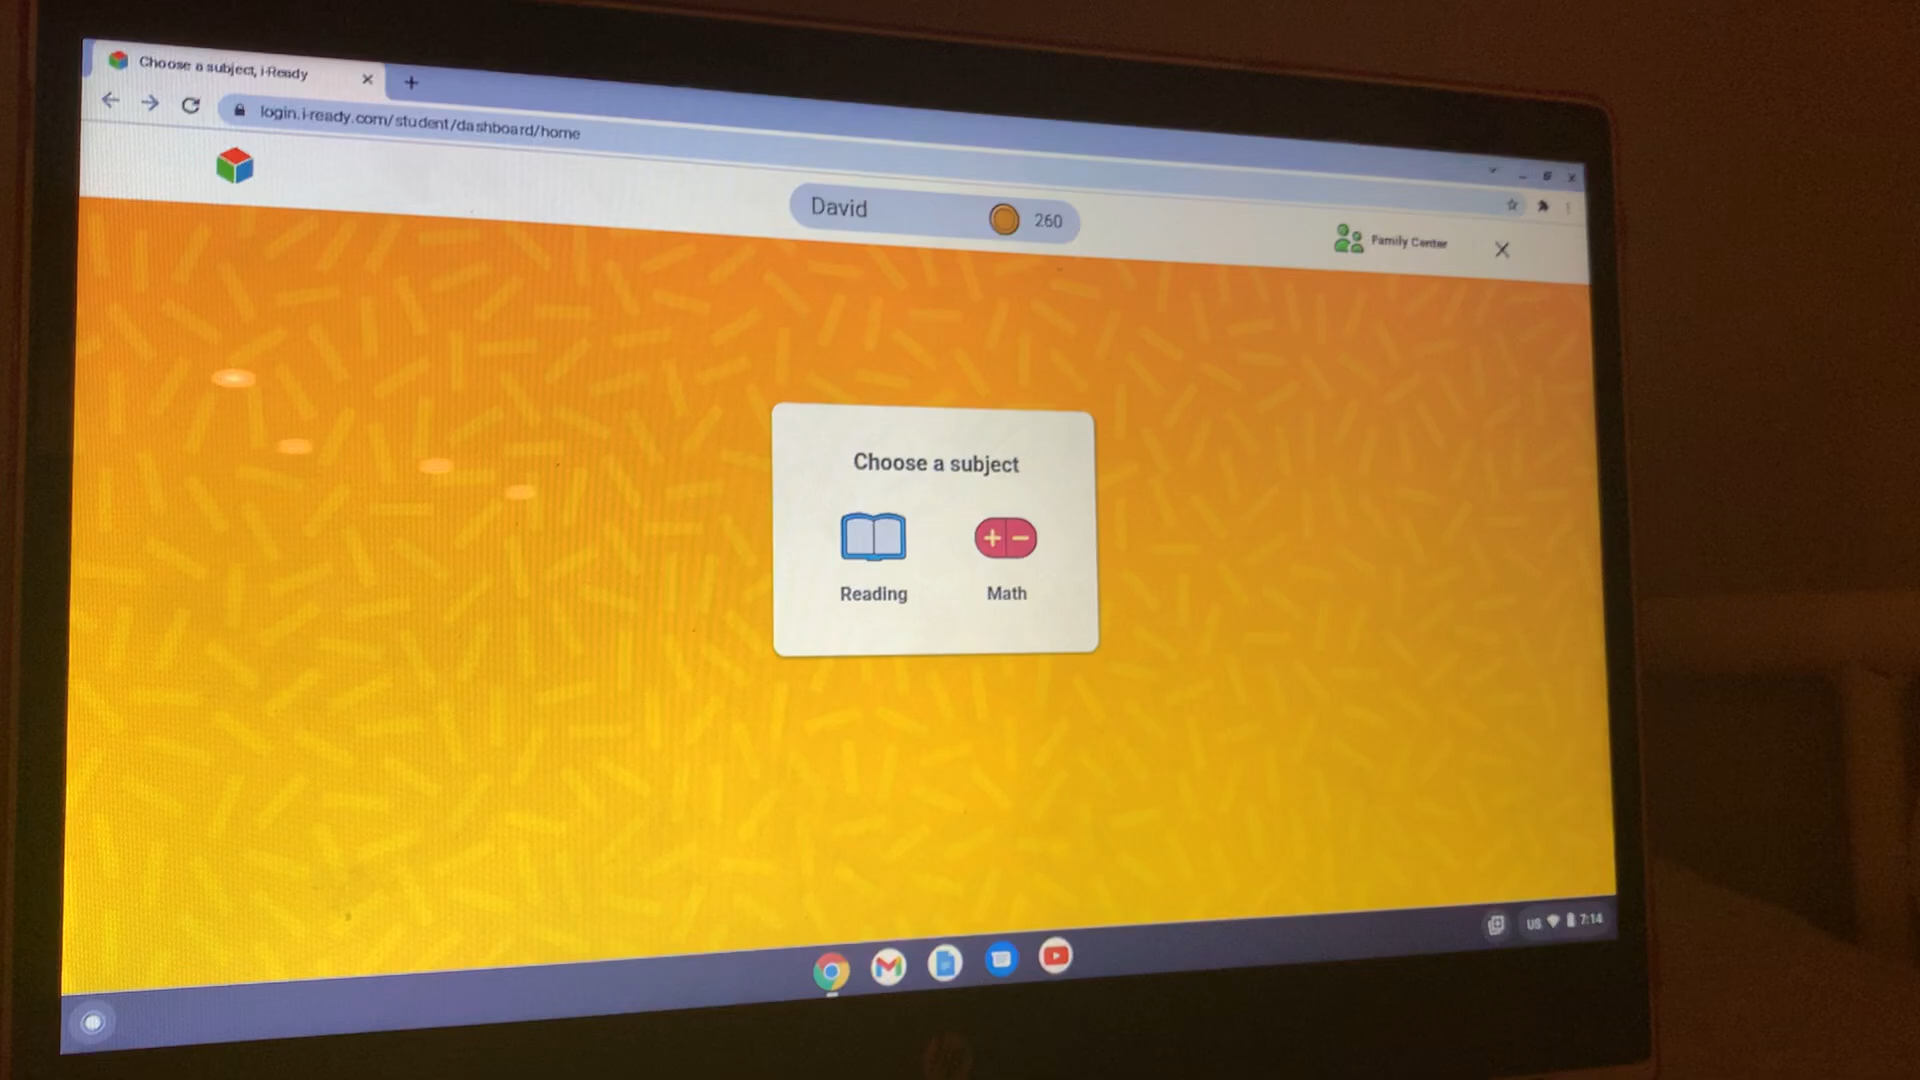 Choose a subject, i-Ready
login.i-ready.com/student/dashboard/home
David 260
Family Center
Choose a subject
Reading Math
US 7:14